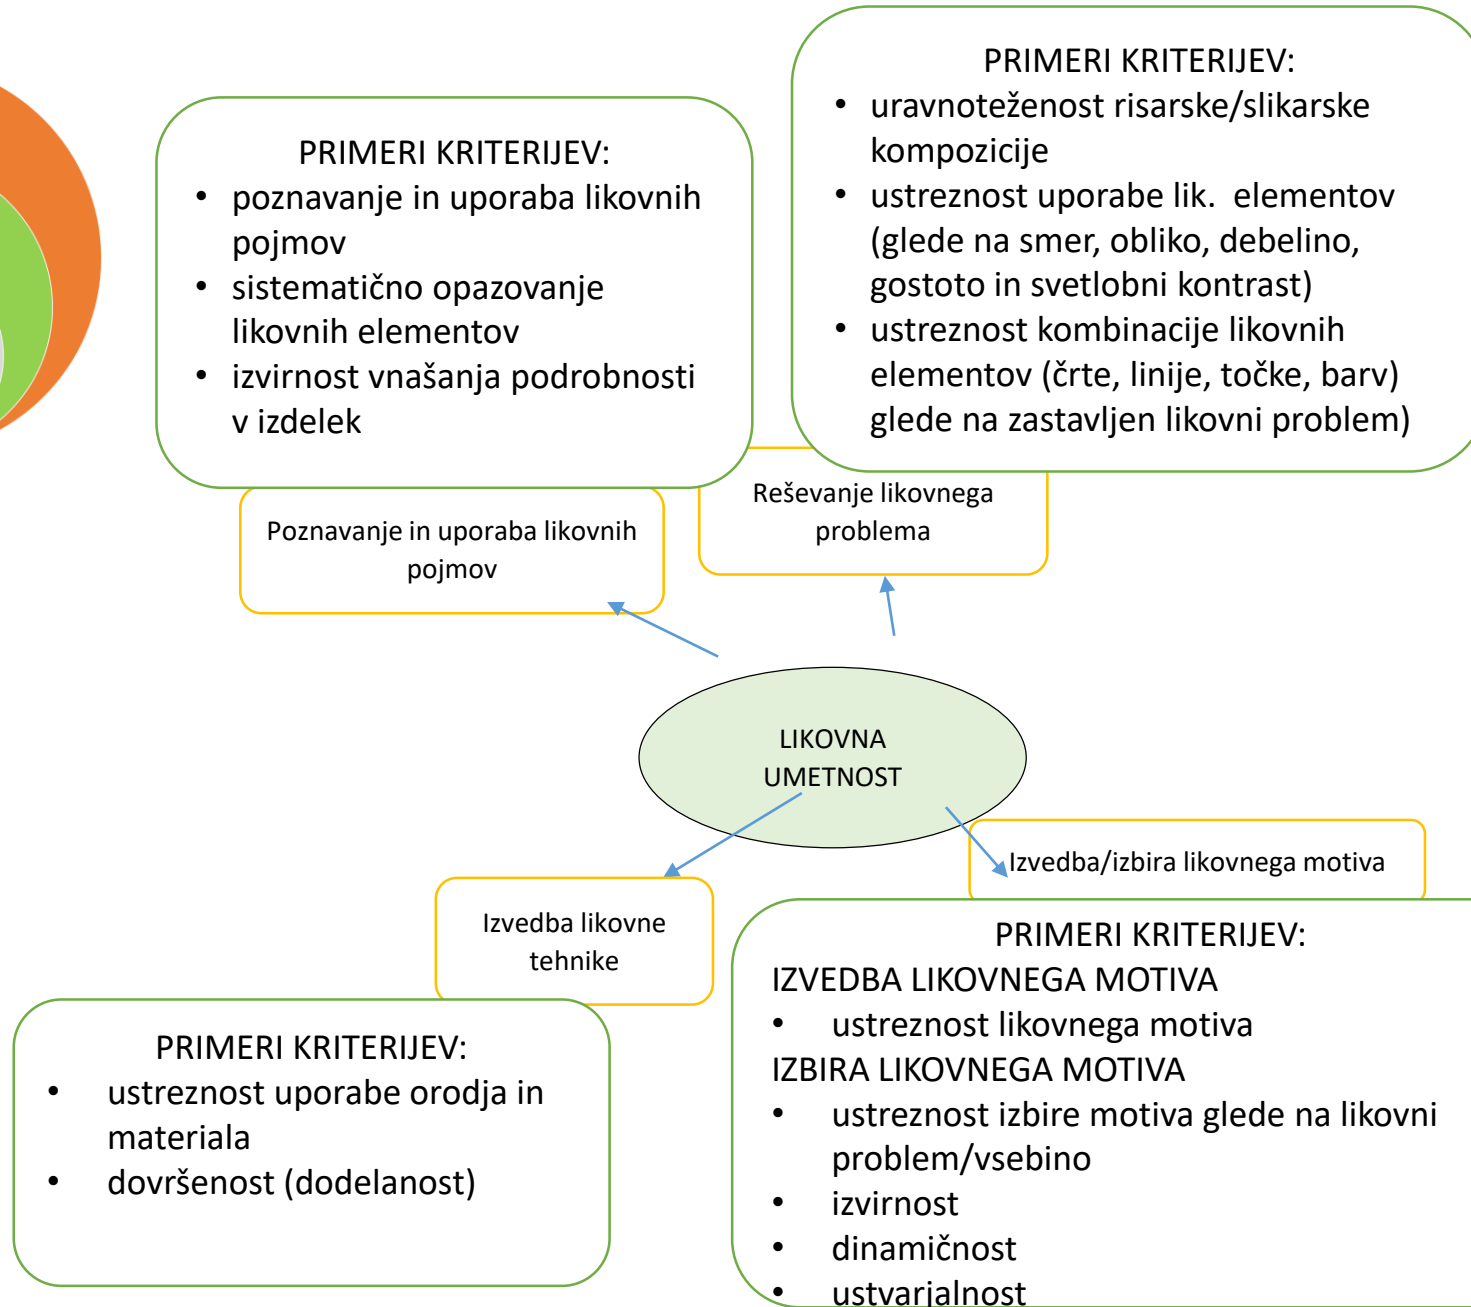 PRIMERI KRITERIJEV:
• poznavanje in uporaba likovnih
pojmov
• sistematično opazovanje
likovnih elementov
• izvirnost vnašanja podrobnosti
v izdelek
PRIMERI KRITERIJEV:
• uravnoteženost risarske/slikarske
kompozicije
• ustreznost uporabe lik. elementov
(glede na smer, obliko, debelino,
gostoto in svetlobni kontrast)
• ustreznost kombinacije likovnih
elementov (črte, linije, točke, barv)
glede na zastavljen likovni problem)
Poznavanje in uporaba likovnih
pojmov
Reševanje likovnega
problema
LIKOVNA
UMETNOST
Izvedba likovne
tehnike
Izvedba/izbira likovnega motiva
PRIMERI KRITERIJEV:
• ustreznost uporabe orodja in
materiala
• dovršenost (dodelanost)
PRIMERI KRITERIJEV:
IZVEDBA LIKOVNEGA MOTIVA
• ustreznost likovnega motiva
IZBIRA LIKOVNEGA MOTIVA
• ustreznost izbire motiva glede na likovni
problem/vsebino
• izvirnost
• dinamičnost
• ustvarjalnost